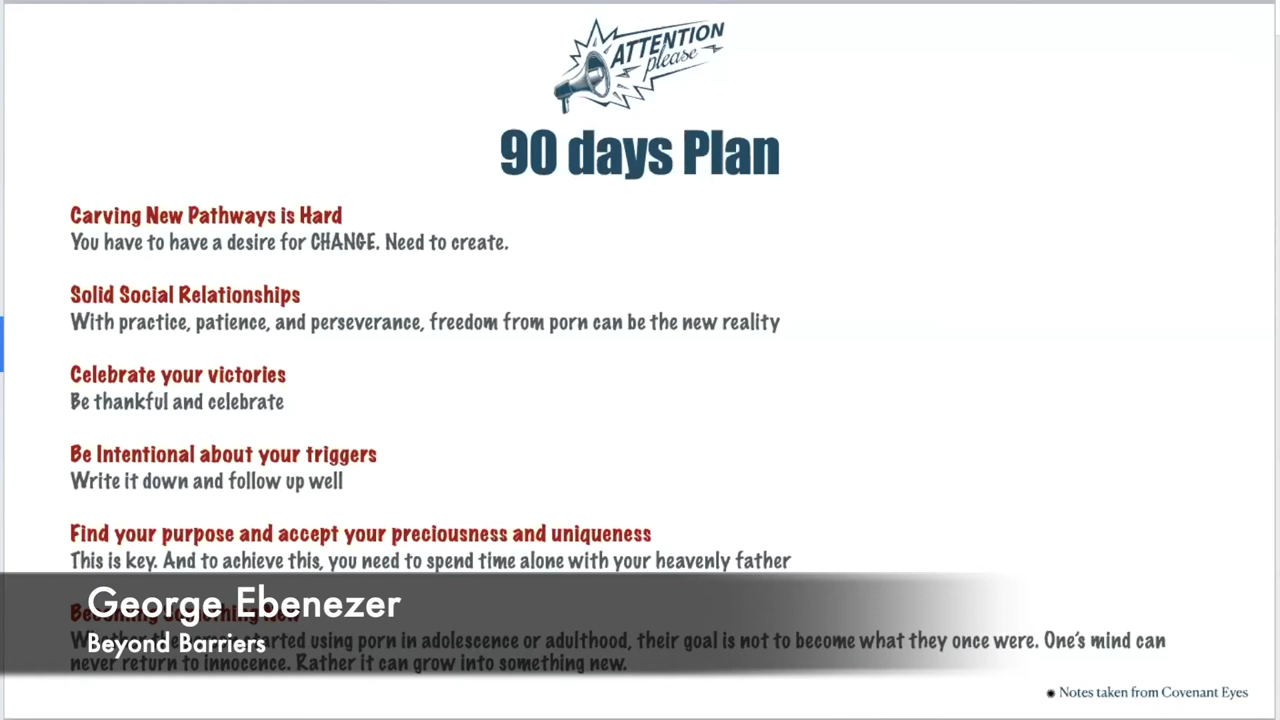 ATTENTION
please
90 days Plan
Carving New Pathways is Hard
You have to have a desire for CHANGE. Need to create.
Solid Social Relationships
With practice, patience, and perseverance, freedom from porn can be the new reality
Celebrate your victories
Be thankful and celebrate
Be Intentional about your triggers
Write it down and follow up well
Find your purpose and accept your preciousness and uniqueness
This is key. And to achieve this, you need to spend time alone with your heavenly father
George Ebenezer
Becoming Something New
Beyond Barriers
Whether started using porn in adolescence or adulthood, their goal is not to become what they once were. One's mind can
never return to innocence. Rather it can grow into something new.
Notes taken from Covenant Eyes